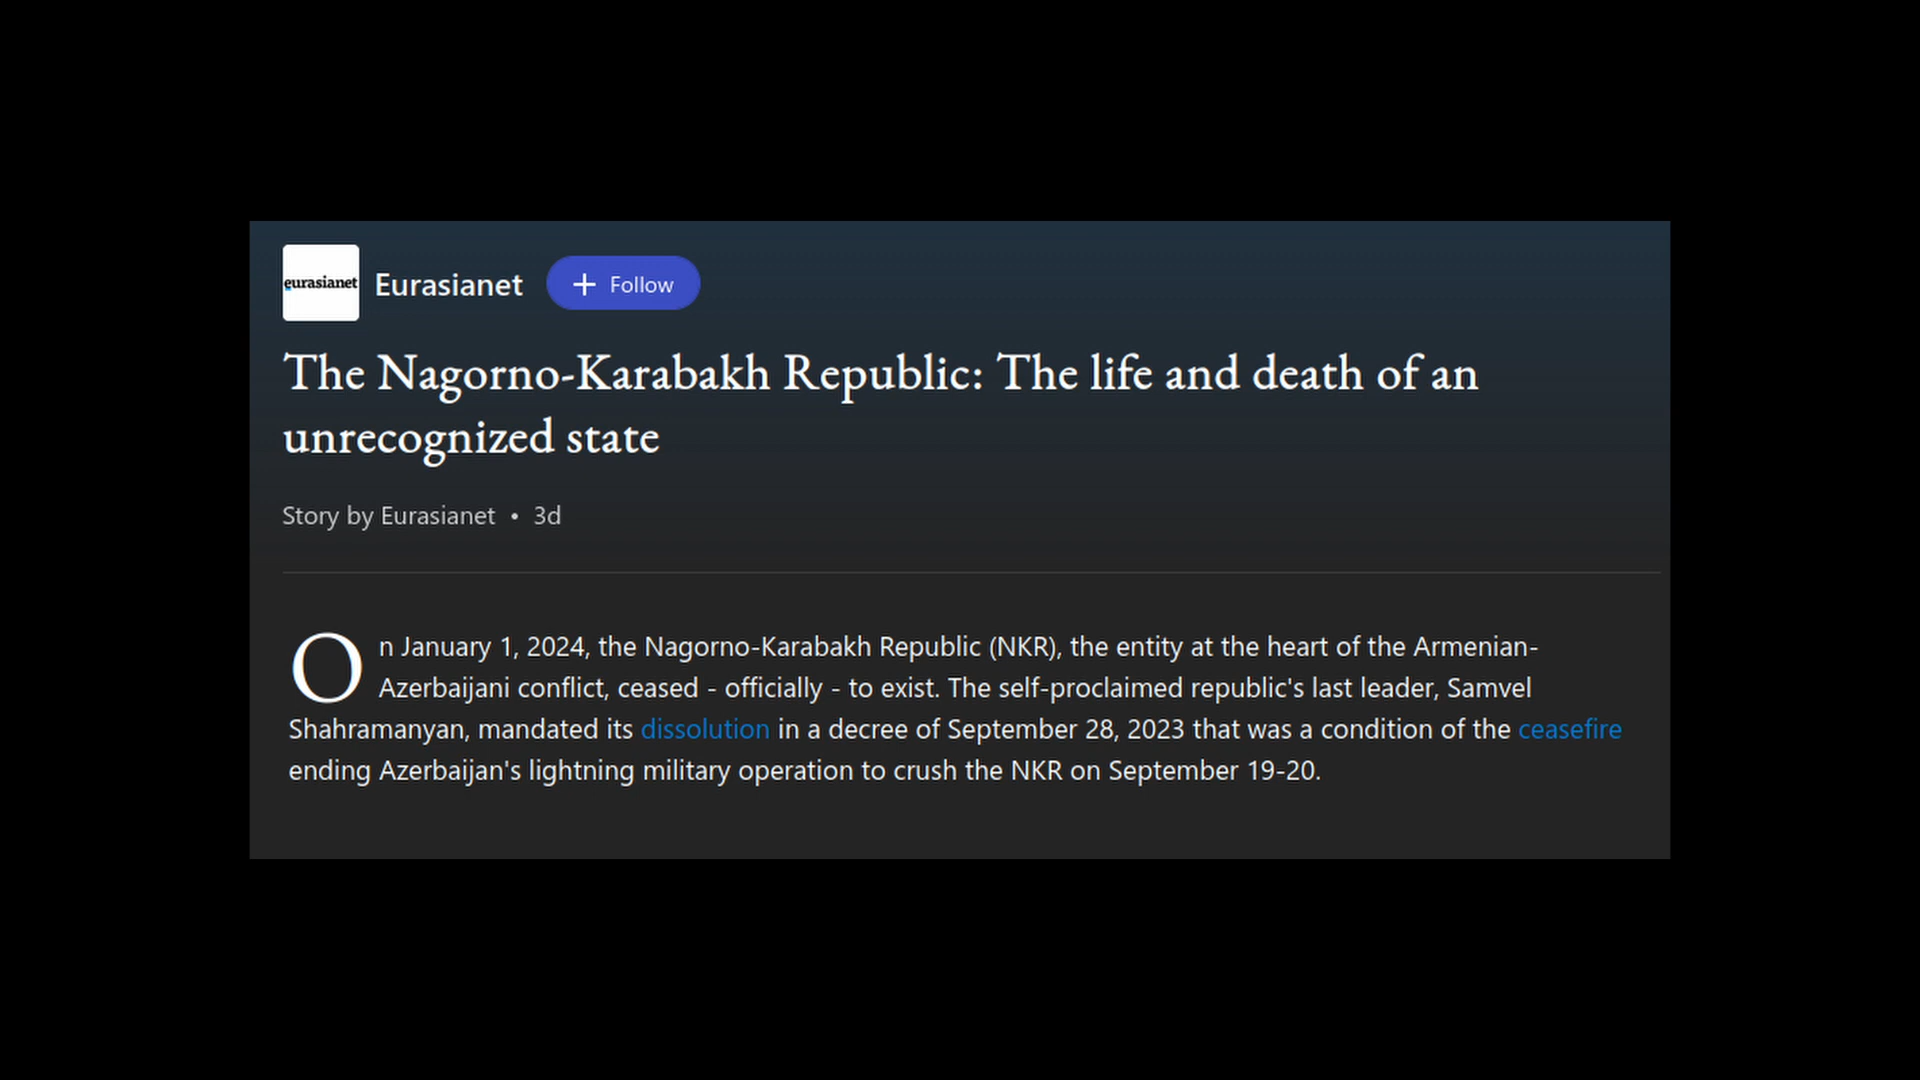 eurasianet
Eurasianet
+ Follow
The Nagorno-Karabakh Republic: The life and death of an
unrecognized state
Story by Eurasianet • 3d
On January 1, 2024, the Nagorno-Karabakh Republic (NKR), the entity at the heart of the Armenian-
Azerbaijani conflict, ceased - officially - to exist. The self-proclaimed republic's last leader, Samvel
Shahramanyan, mandated its dissolution in a decree of September 28, 2023 that was a condition of the ceasefire
ending Azerbaijan's lightning military operation to crush the NKR on September 19-20.